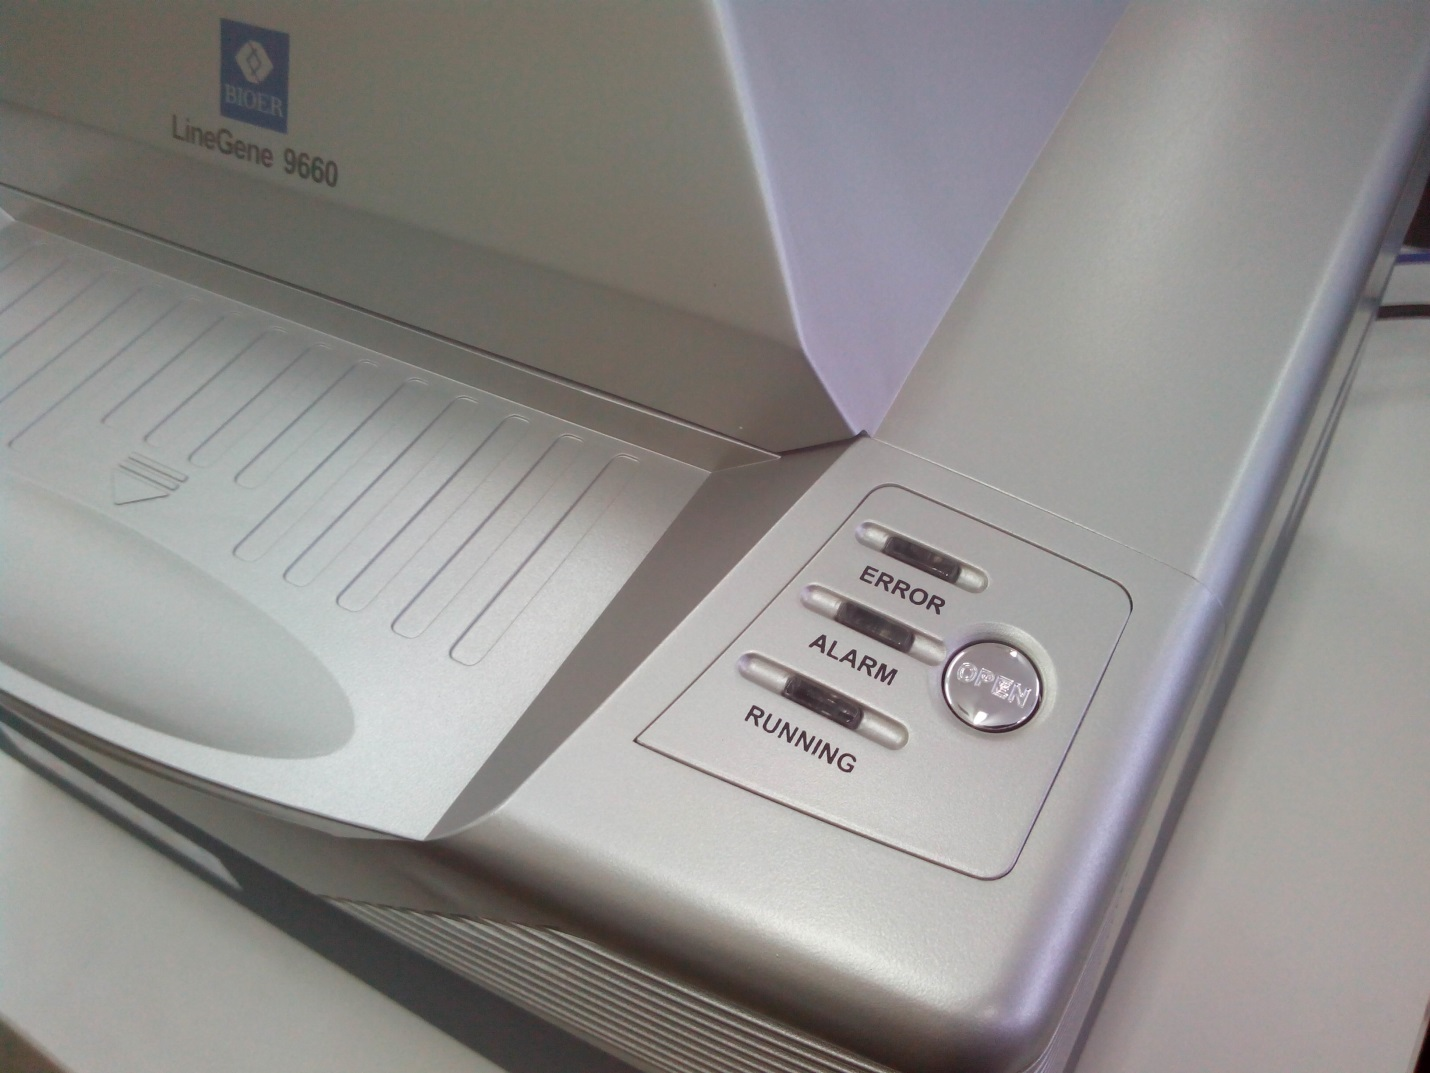 BIOER
LineGene 9660
ERROR
ALARM
OPEN
RUNNING